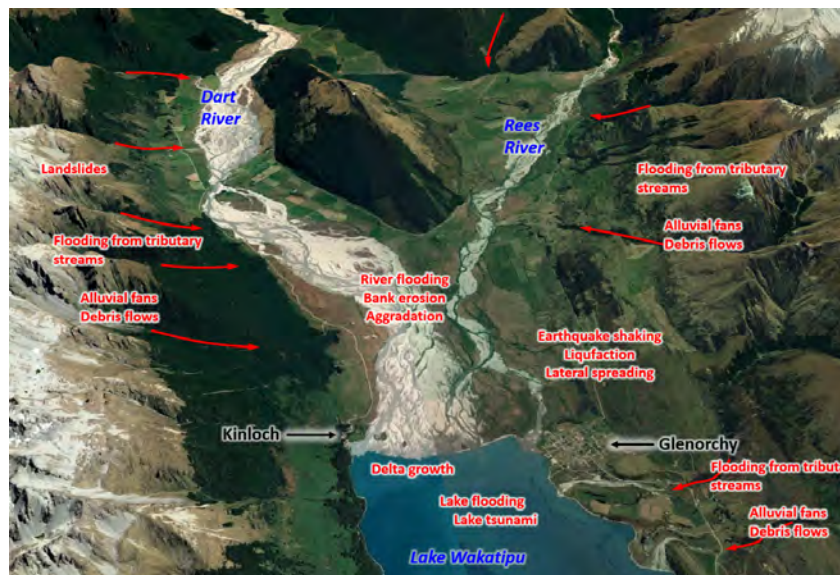 Dart
River
Rees
River
Landslides
Flooding from tributary
streams
Alluvial fans
Debris flows
Flooding from tributary
streams
Alluvial fans
Debris flows
River flooding
Bank erosion
Aggradation
Earthquake shaking
Liqufaction
Lateral spreading
Kinloch
Glenorchy
Delta growth
Flooding from tribut
streams
Lake flooding
Lake tsunami
Alluvial fans
Debris flows
Lake Wakatipu